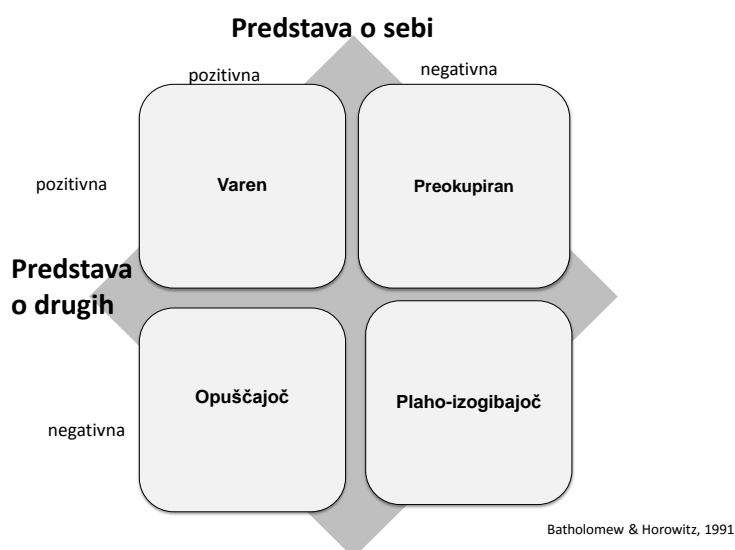 Predstava o sebi
pozitivna
negativna
pozitivna
Varen
Preokupiran
Predstava
o drugih
Opuščajoč
Plaho-izogibajoč
negativna
Batholomew & Horowitz, 1991